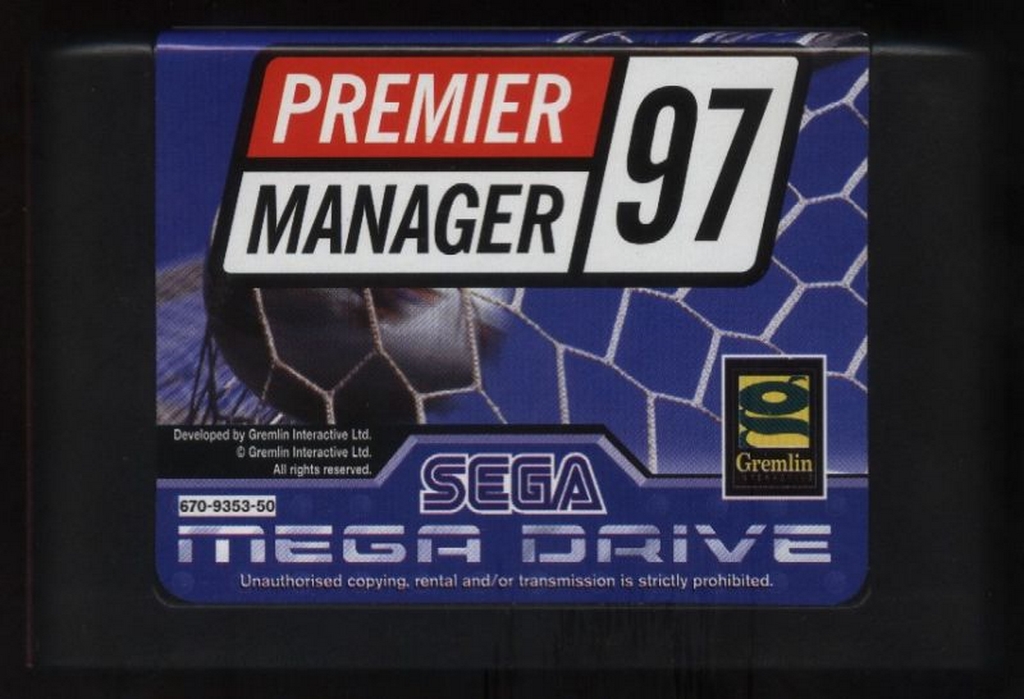 PREMIER
MANAGER
97
Developed by Gremlin Interactive Ltd.
© Gremlin Interactive Ltd.
All rights reserved.
Gremlin
INTERACTIVE
SEGA
670-9353-50
MEGA DRIVE
Unauthorised copying, rental and/or transmission is strictly prohibited.